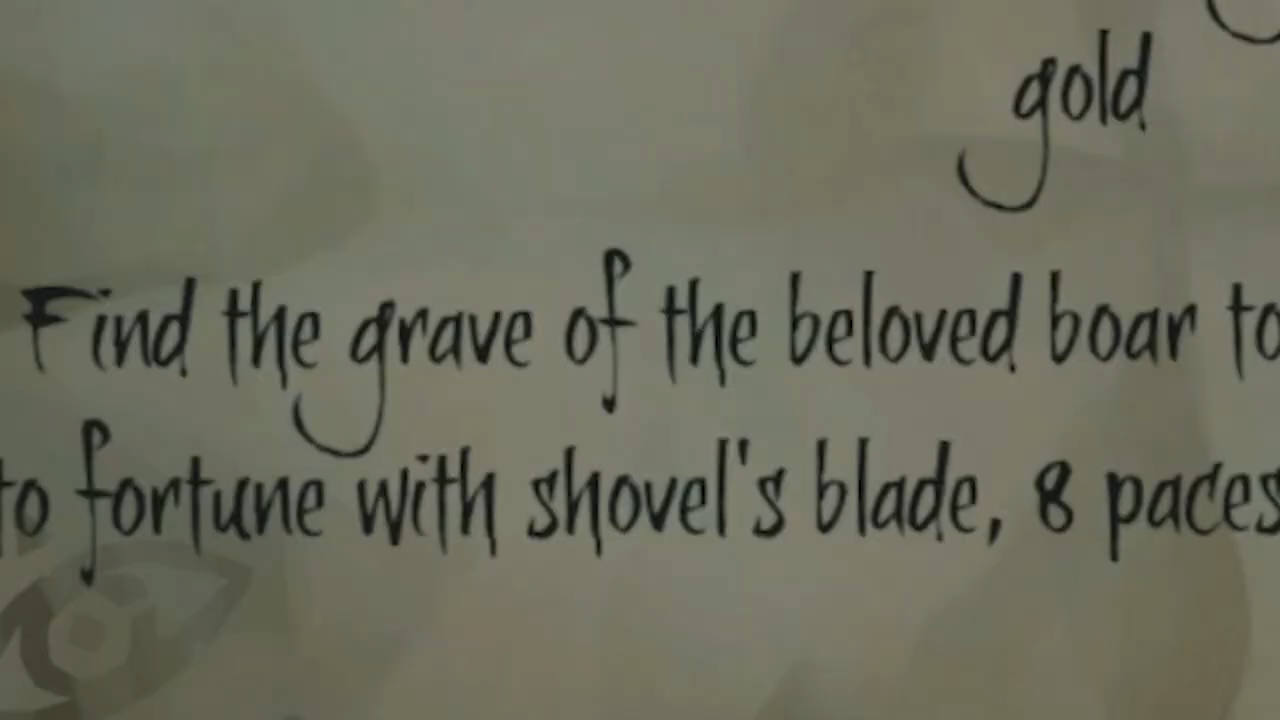 gold
Find the grave of the beloved boar to
to fortune with shovel's blade, 8 paces